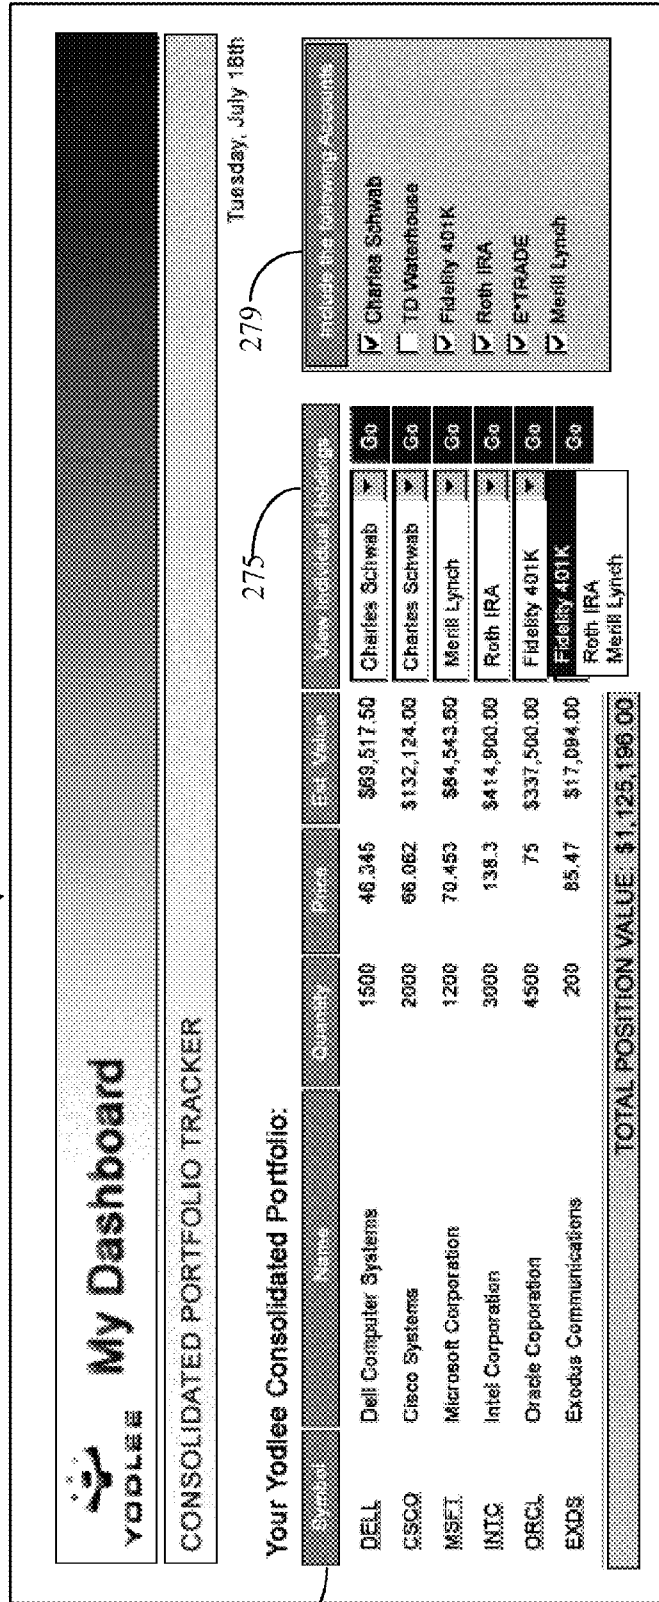 YODLEE My Dashboard
CONSOLIDATED PORTFOLIO TRACKER
Tuesday, July 18th
Your Yodlee Consolidated Portfolio:
275
279
Symbol Name Quantity Price Est. Value View Individual Holdings
DELL Dell Computer Systems 1500 46.345 $69,517.50 Charles Schwab Go
CSCO Cisco Systems 2000 66.062 $132,124.00 Charles Schwab Go
MSFT Microsoft Corporation 1200 70.453 $84,543.60 Merill Lynch Go
INTC Intel Corporation 3000 138.3 $414,900.00 Roth IRA Go
ORCL Oracle Coporation 4500 75 $337,500.00 Fidelity 401K Go
EXDS Exodus Communications 200 85.47 $17,094.00 Fidelity 401K Go
Roth IRA
Merill Lynch
TOTAL POSITION VALUE: $1,125,196.00
Include the following Accounts
Charles Schwab
TD Waterhouse
Fidelity 401K
Roth IRA
E*TRADE
Merill Lynch